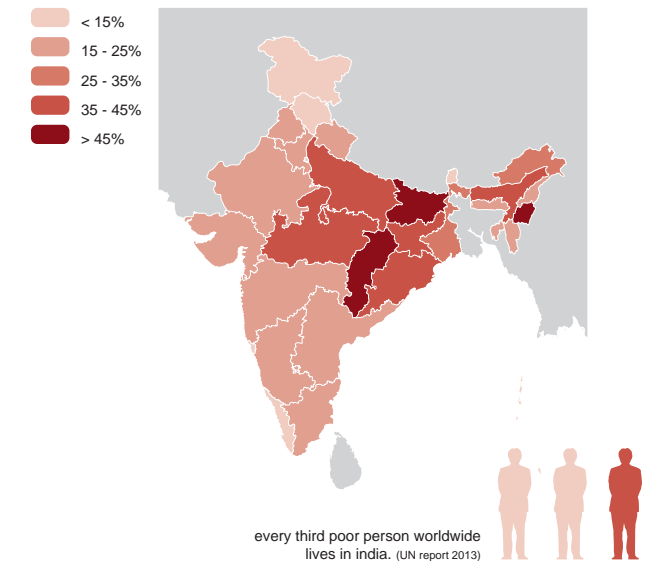 < 15%
15 - 25%
25 - 35%
35 - 45%
> 45%
every third poor person worldwide
lives in india. (UN report 2013)